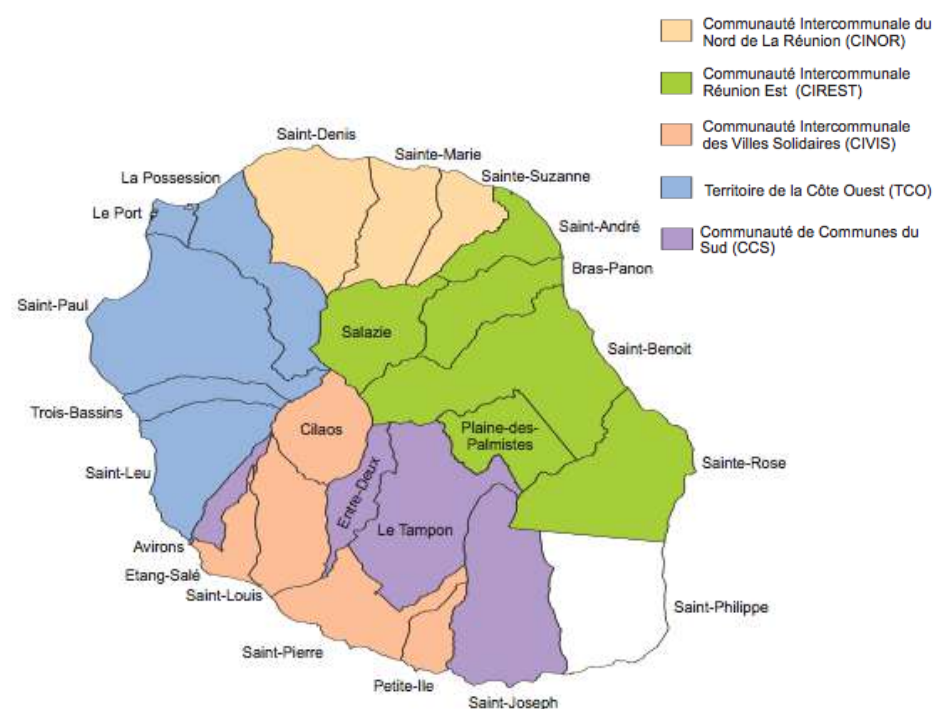 Communauté Intercommunale du
Nord de La Réunion (CINOR)
Communauté Intercommunale
Réunion Est (CIREST)
Communauté Intercommunale
des Villes Solidaires (CIVIS)
Territoire de la Côte Ouest (TCO)
Communauté de Communes du
Sud (CCS)
Saint-Denis
Sainte-Marie
La Possession
Sainte-Suzanne
Le Port
Saint-André
Bras-Panon
Saint-Paul
Salazie
Saint-Benoit
Trois-Bassins
Cilaos
Plaine-des-
Palmistes
Saint-Leu
Sainte-Rose
Entre-Deux
Le Tampon
Avirons
Etang-Salé
Saint-Louis
Saint-Philippe
Saint-Pierre
Petite-Ile
Saint-Joseph